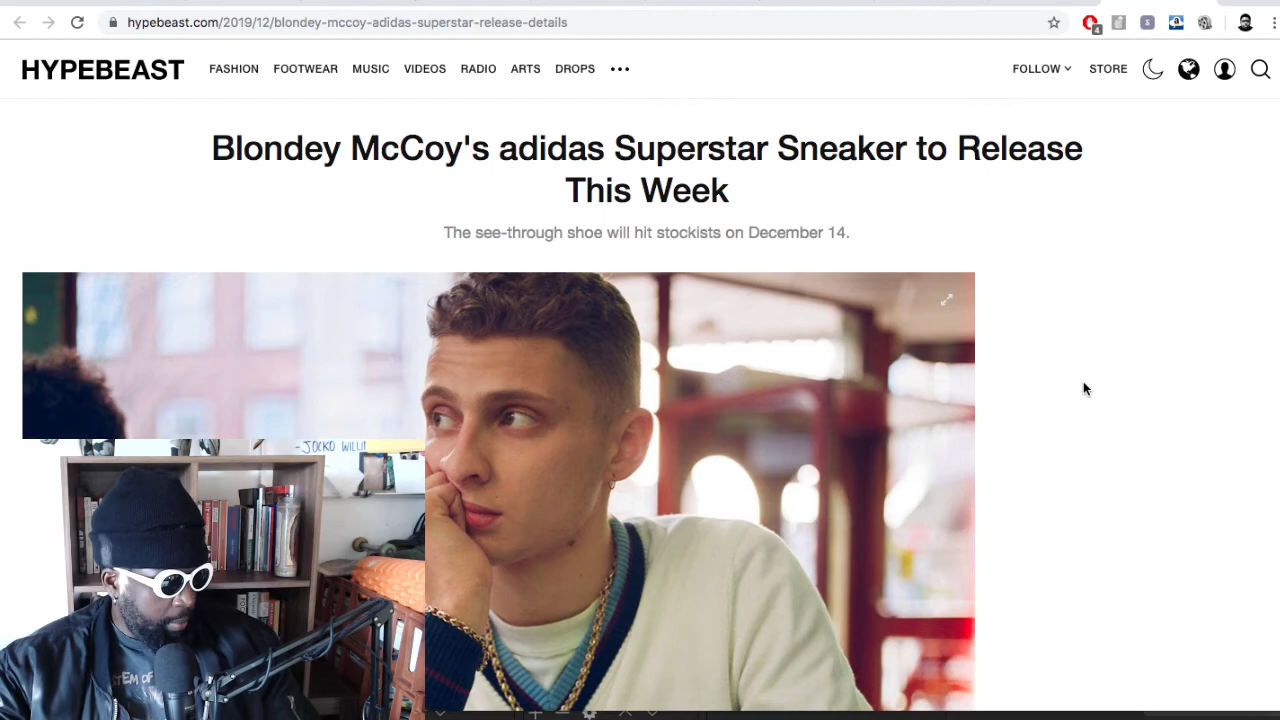 hypebeast.com/2019/12/blondey-mccoy-adidas-superstar-release-details
4
HYPEBEAST FASHION FOOTWEAR MUSIC VIDEOS RADIO ARTS DROPS ••• FOLLOW STORE
Blondey McCoy's adidas Superstar Sneaker to Release
This Week
The see-through shoe will hit stockists on December 14.
- JOCKO